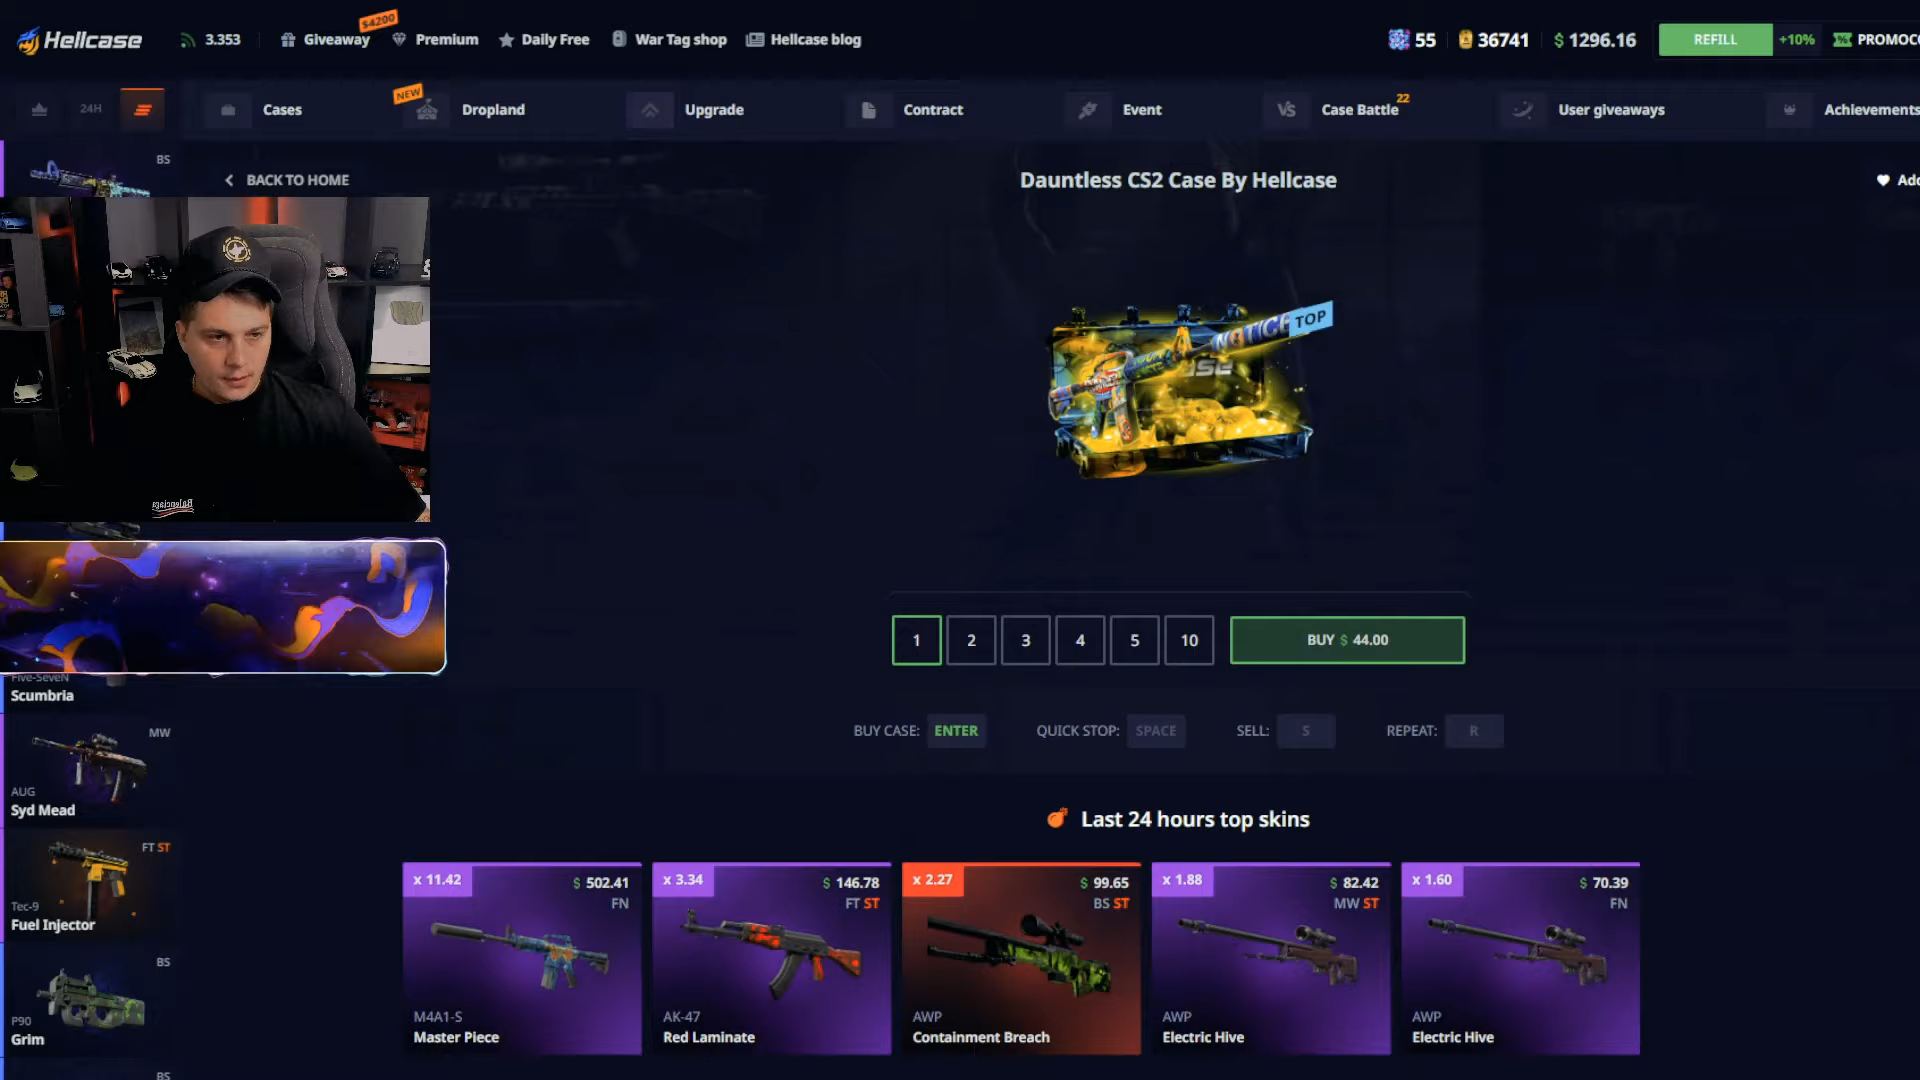 Hellcase
3.353
Giveaway
$4200
Premium
Daily Free
War Tag shop
Hellcase blog
55
36741
$ 1296.16
REFILL
+10%
PROMOCO
24H
Cases
NEW
Dropland
Upgrade
Contract
Event
VS
Case Battle
22
User giveaways
Achievements
BS
BACK TO HOME
Dauntless CS2 Case By Hellcase
Add
NOTICE
TOP
Balenciaga
1
2
3
4
5
10
BUY $ 44.00
Five-SeveN
Scumbria
BUY CASE:
ENTER
QUICK STOP:
SPACE
SELL:
S
REPEAT:
R
MW
AUG
Syd Mead
Last 24 hours top skins
FT ST
Tec-9
Fuel Injector
x 11.42
$ 502.41
FN
M4A1-S
Master Piece
x 3.34
$ 146.78
FT ST
AK-47
Red Laminate
x 2.27
$ 99.65
BS ST
AWP
Containment Breach
x 1.88
$ 82.42
MW ST
AWP
Electric Hive
x 1.60
$ 70.39
FN
AWP
Electric Hive
BS
P90
Grim
BS